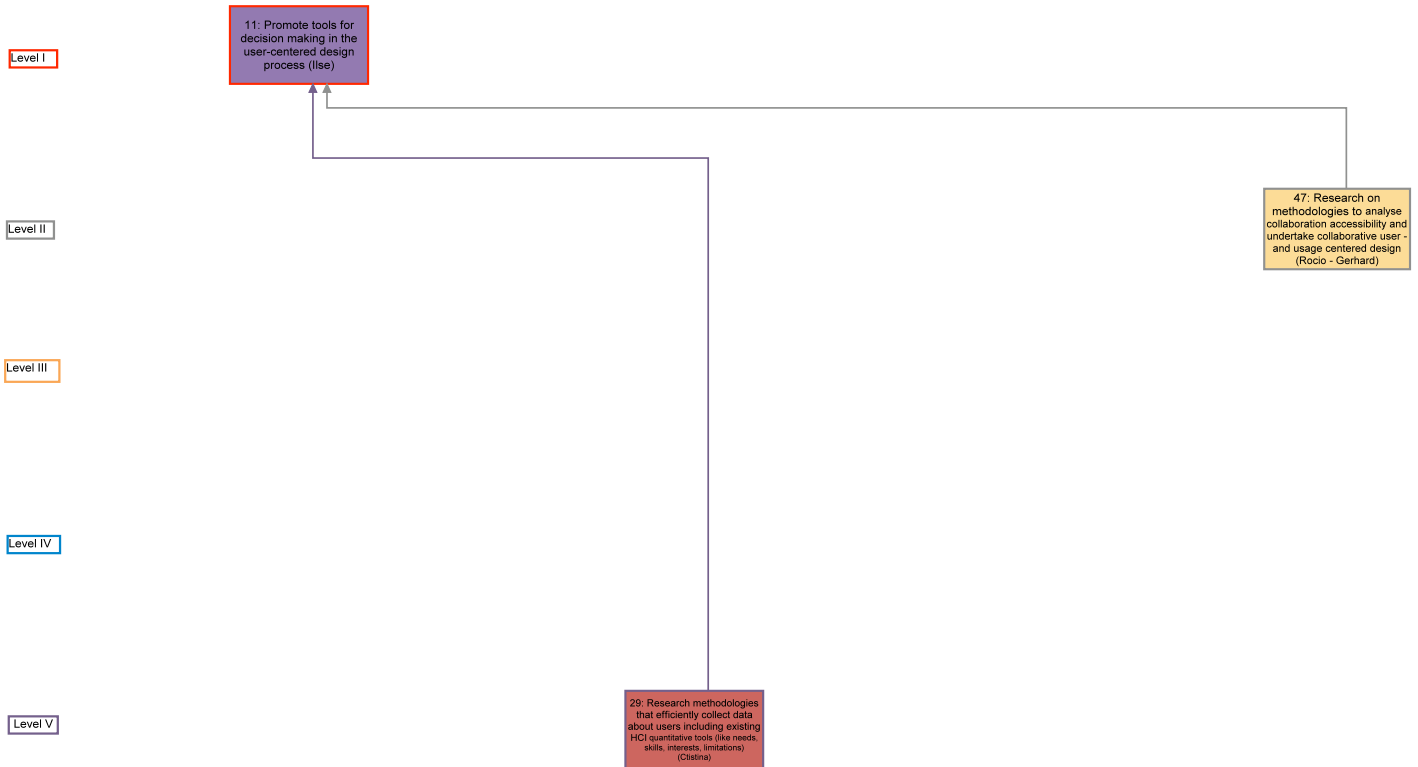 11: Promote tools for
decision making in the
user-centered design
process (Ilse)
Level I
47: Research on
methodologies to analyse
collaboration accessibility and
undertake collaborative user -
and usage centered design
(Rocio - Gerhard)
Level II
Level III
Level IV
29: Research methodologies
that efficiently collect data
about users including existing
HCI quantitative tools (like needs,
skills, interests, limitations)
(Ctistina)
Level V